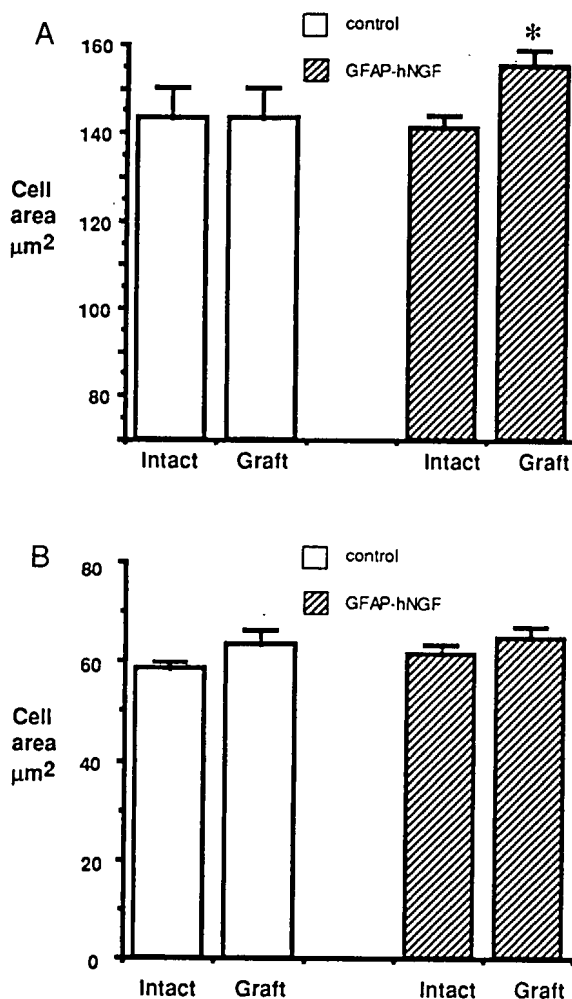 A
control
GFAP-hNGF
*
160
140
120
100
80
Cell
area
μm2
Intact Graft Intact Graft
B
control
GFAP-hNGF
80
60
40
20
0
Cell
area
μm2
Intact Graft Intact Graft